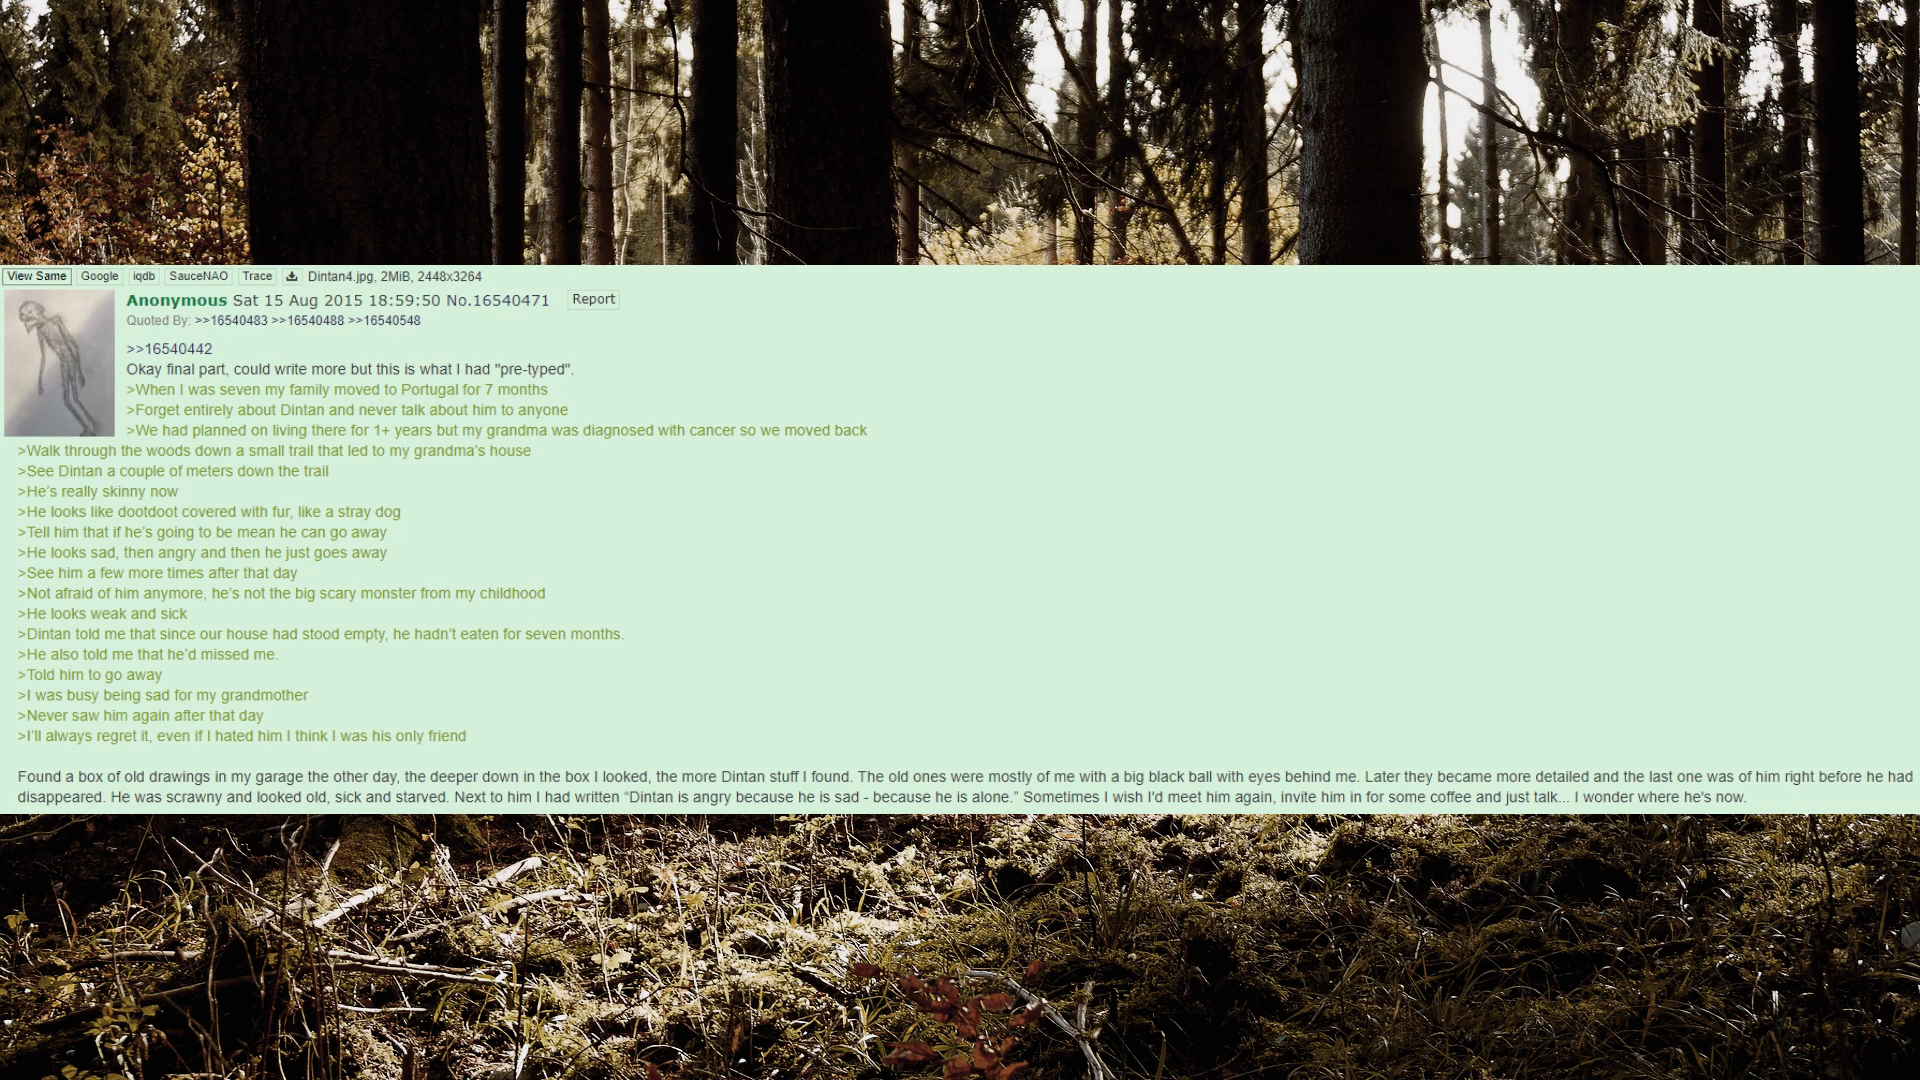 View Same Google iqdb SauceNAO Trace Dintan4.jpg, 2MiB, 2448x3264
Anonymous Sat 15 Aug 2015 18:59:50 No.16540471 Report
Quoted By: >>16540483 >>16540488 >>16540548
>>16540442
Okay final part, could write more but this is what I had "pre-typed".
>When I was seven my family moved to Portugal for 7 months
>Forget entirely about Dintan and never talk about him to anyone
>We had planned on living there for 1+ years but my grandma was diagnosed with cancer so we moved back
>Walk through the woods down a small trail that led to my grandma’s house
>See Dintan a couple of meters down the trail
>He’s really skinny now
>He looks like dootdoot covered with fur, like a stray dog
>Tell him that if he’s going to be mean he can go away
>He looks sad, then angry and then he just goes away
>See him a few more times after that day
>Not afraid of him anymore, he’s not the big scary monster from my childhood
>He looks weak and sick
>Dintan told me that since our house had stood empty, he hadn’t eaten for seven months.
>He also told me that he’d missed me.
>Told him to go away
>I was busy being sad for my grandmother
>Never saw him again after that day
>I’ll always regret it, even if I hated him I think I was his only friend
Found a box of old drawings in my garage the other day, the deeper down in the box I looked, the more Dintan stuff I found. The old ones were mostly of me with a big black ball with eyes behind me. Later they became more detailed and the last one was of him right before he had
disappeared. He was scrawny and looked old, sick and starved. Next to him I had written “Dintan is angry because he is sad - because he is alone.” Sometimes I wish I'd meet him again, invite him in for some coffee and just talk... I wonder where he's now.